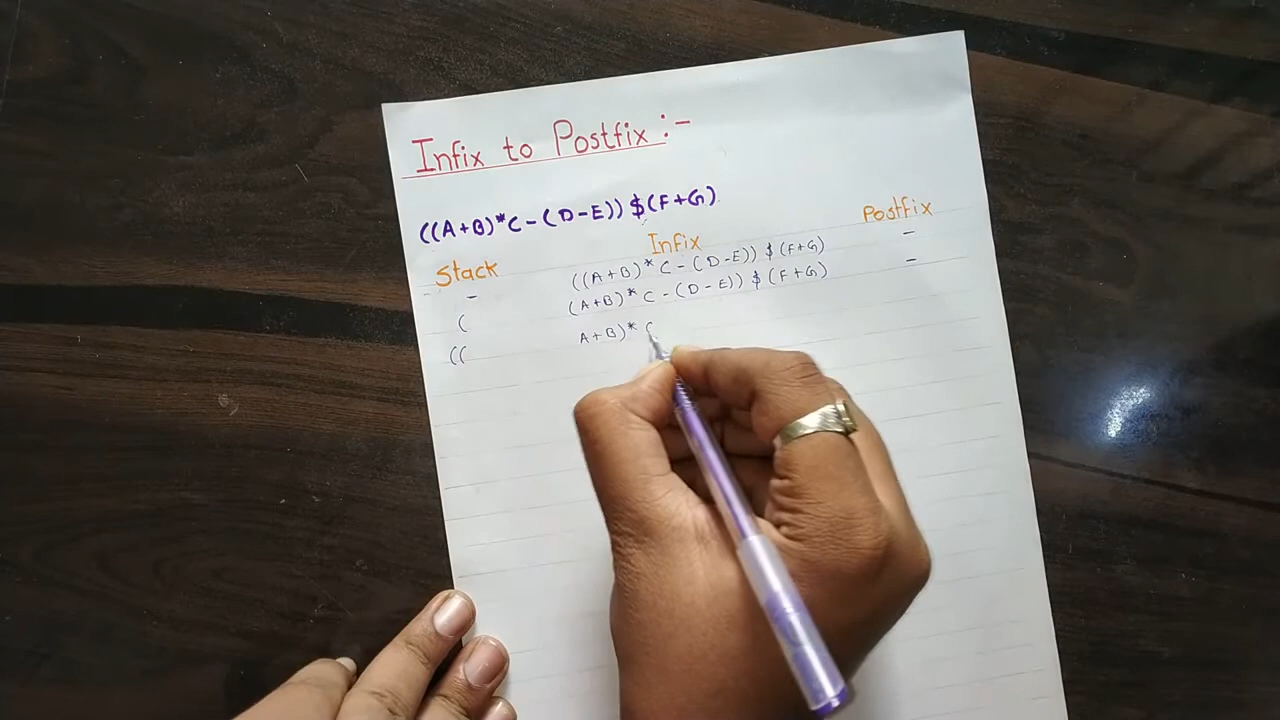 Infix to Postfix :-
((A+B)*C-(D-E))$(F+G)
Stack Infix Postfix
- ((A+B)*C-(D-E))$(F+G) -
( (A+B)*C-(D-E))$(F+G) -
(( A+B)*C